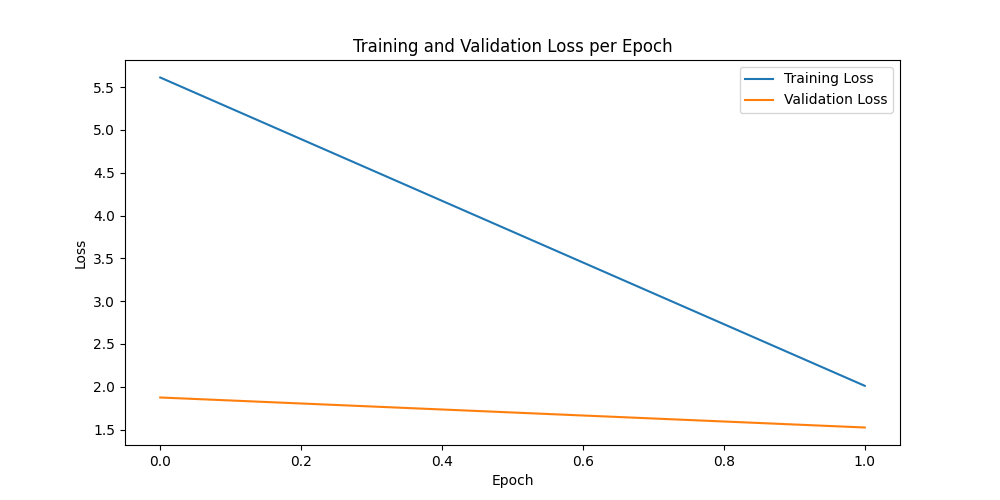 Training and Validation Loss per Epoch
Training Loss
Validation Loss
5.5
5.0
4.5
4.0
3.5
3.0
2.5
2.0
1.5
Loss
0.0 0.2 0.4 0.6 0.8 1.0
Epoch